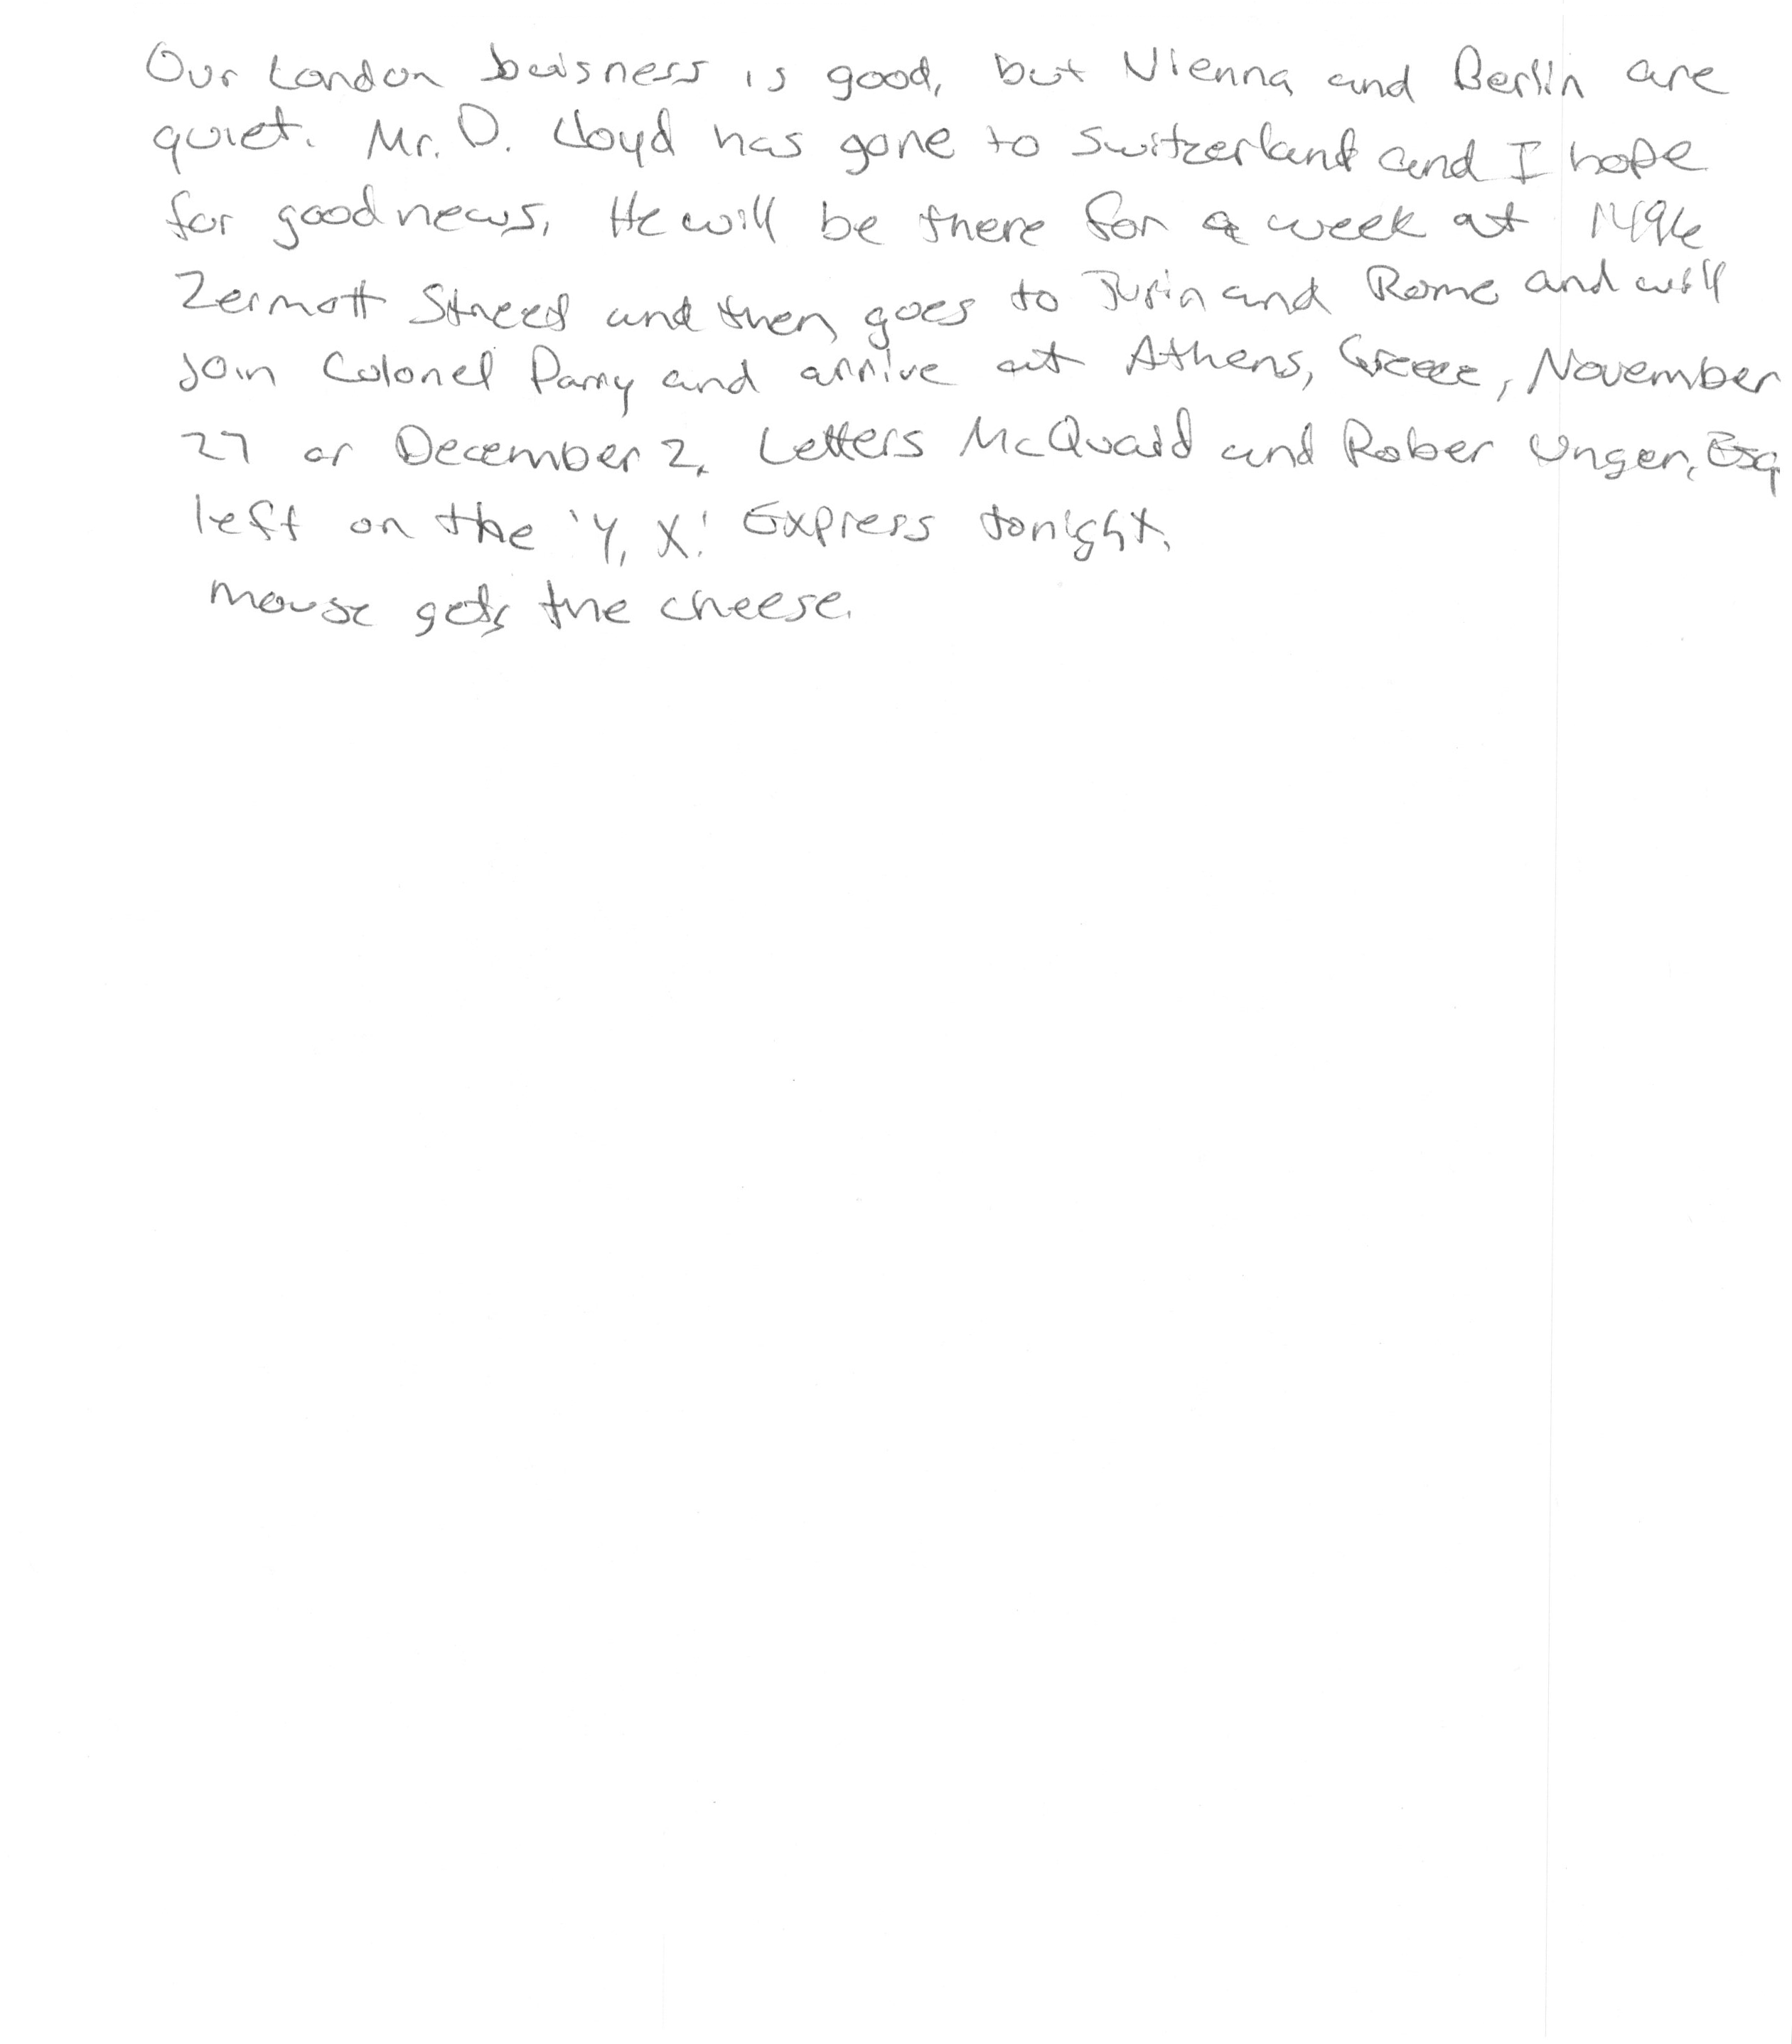 Our London buisness is good, but Vienna and Berlin are
quiet. Mr. D. Lloyd has gone to Switzerland and I hope
for good news. He will be there for a week at 1496
Zermott Street and then goes to Turin and Rome and will
join Colonel Parry and arrive at Athens, Greece, November
27 or December 2. Letters McQuaid and Rober Unger, Esq
left on the 'Y. X.' Express tonight.
mouse gets the cheese.